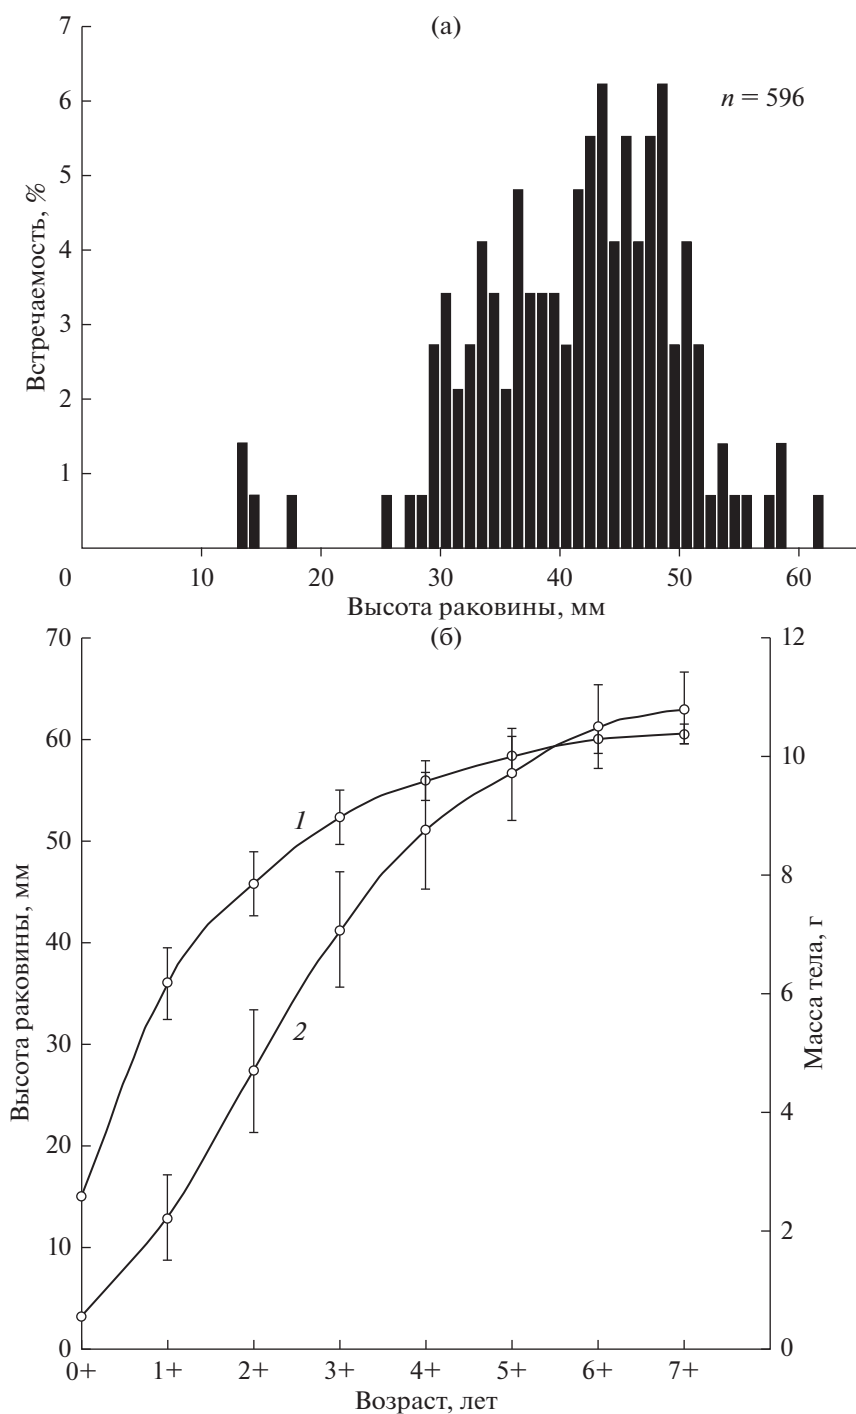 (а)
7
6
5
4
3
2
1
0
n = 596
Встречаемость, %
10 20 30 40 50 60
Высота раковины, мм
(б)
70
60
50
40
30
20
10
0
Высота раковины, мм
1
2
12
10
8
6
4
2
0
Масса тела, г
0+ 1+ 2+ 3+ 4+ 5+ 6+ 7+
Возраст, лет